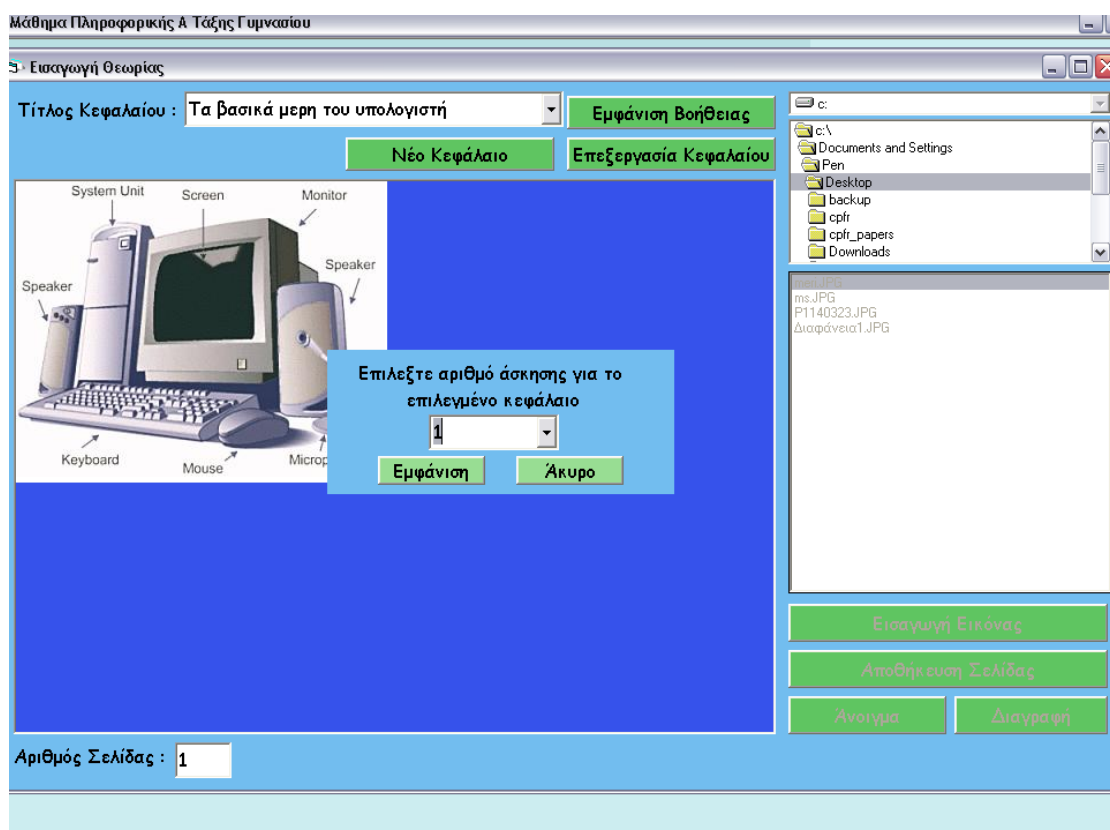 Μάθημα Πληροφορικής Α Τάξης Γυμνασίου
Εισαγωγή Θεωρίας
Τίτλος Κεφαλαίου : Τα βασικά μερη του υπολογιστή
Εμφάνιση Βοήθειας
Νέο Κεφάλαιο
Επεξεργασία Κεφαλαίου
c:
c:\
Documents and Settings
Pen
Desktop
backup
cpfr
cpfr_papers
Downloads
System Unit
Screen
Monitor
Speaker
Speaker
Keyboard
Mouse
Microp
Επιλεξτε αριθμό άσκησης για το
επιλεγμένο κεφάλαιο
1
Εμφάνιση
Άκυρο
ms.JPG
P1140323.JPG
Διαφάνεια1.JPG
Εισαγωγή Εικόνας
Αποθήκευση Σελίδας
Άνοιγμα
Διαγραφή
Αριθμός Σελίδας : 1